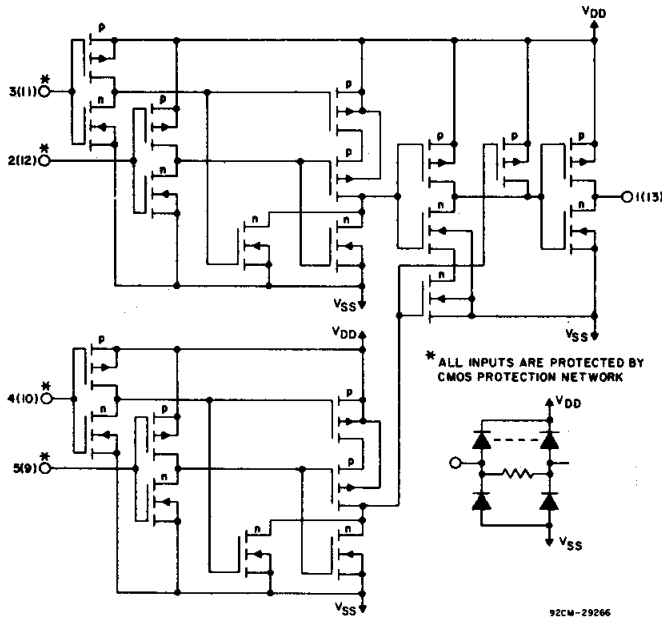 VDD
p
p
p
p
p
3(11) *
n
p
2(12) *
p
n
n
1(13)
n
n
n
n
VSS
VDD
VSS
p
* ALL INPUTS ARE PROTECTED BY
CMOS PROTECTION NETWORK
4(10) *
p
p
n
VDD
5(9) *
p
n
n
n
VSS
VSS
92CM-29266